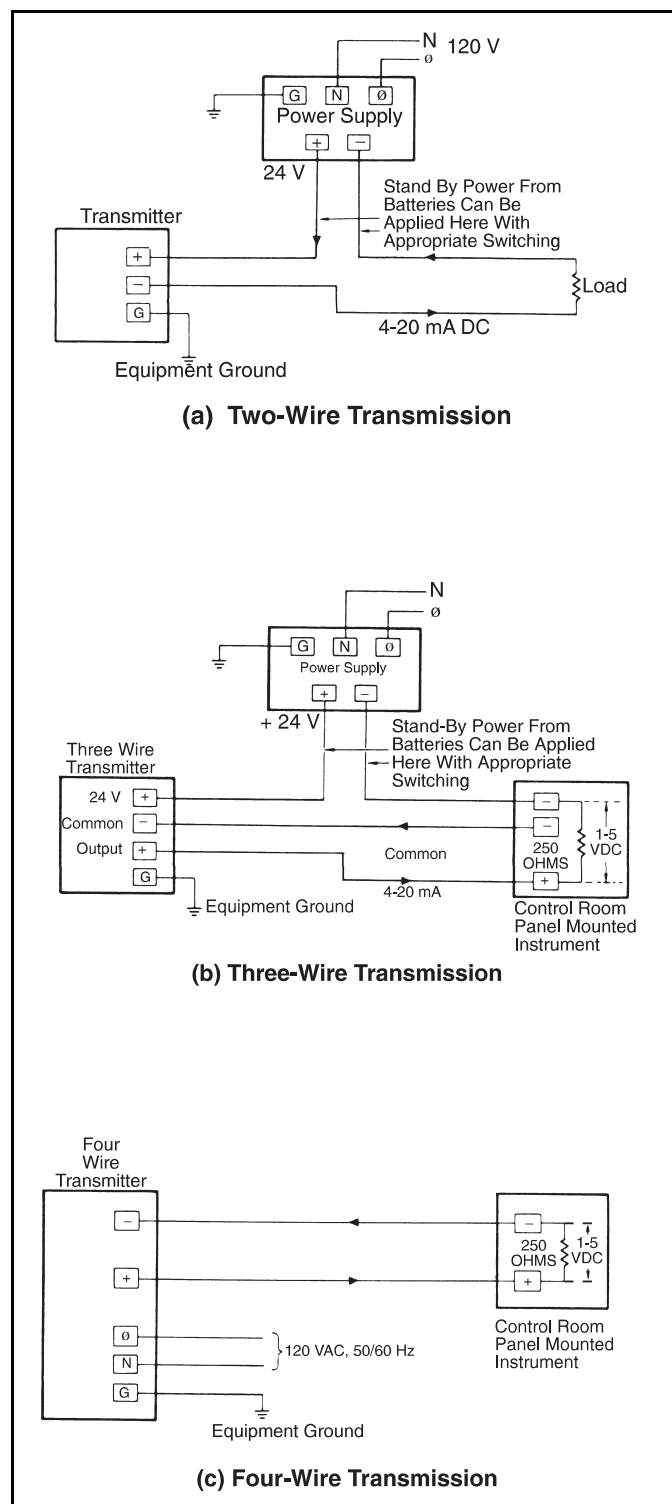 N 120 V
ø
G N ø
Power Supply
+ −
24 V
Stand By Power From
Batteries Can Be
Applied Here With
Appropriate Switching
Transmitter
+
−
G
Load
4-20 mA DC
Equipment Ground
(a) Two-Wire Transmission
N
ø
G N ø
Power Supply
+ −
+ 24 V
Stand-By Power From
Batteries Can Be Applied
Here With Appropriate
Switching
Three Wire
Transmitter
24 V +
Common −
Output +
G
−
−
+
250
OHMS
1-5
VDC
Common
4-20 mA
Equipment Ground
Control Room
Panel Mounted
Instrument
(b) Three-Wire Transmission
Four
Wire
Transmitter
−
+
ø
N
G
−
250
OHMS
+
1-5
VDC
120 VAC, 50/60 Hz
Control Room
Panel Mounted
Instrument
Equipment Ground
(c) Four-Wire Transmission